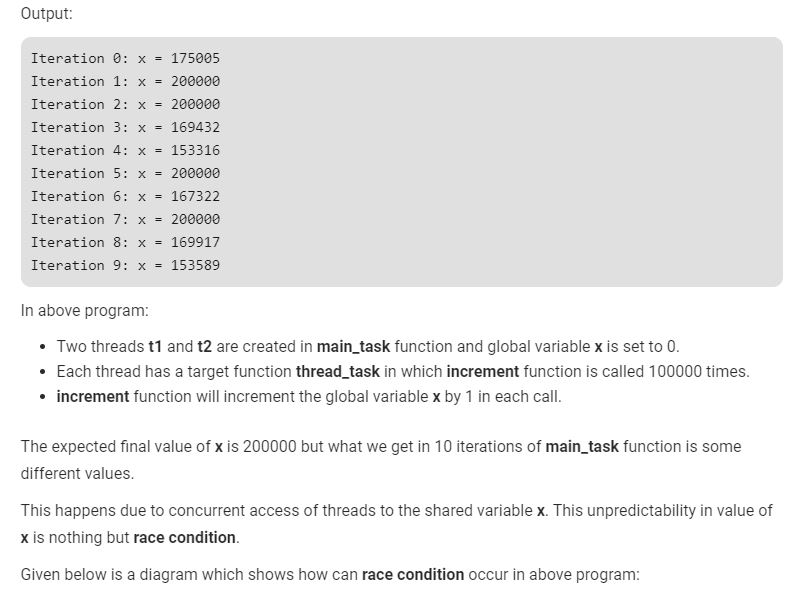 Output:
Iteration 0: x = 175005
Iteration 1: x = 200000
Iteration 2: x = 200000
Iteration 3: x = 169432
Iteration 4: x = 153316
Iteration 5: x = 200000
Iteration 6: x = 167322
Iteration 7: x = 200000
Iteration 8: x = 169917
Iteration 9: x = 153589
In above program:
• Two threads t1 and t2 are created in main_task function and global variable x is set to 0.
• Each thread has a target function thread_task in which increment function is called 100000 times.
• increment function will increment the global variable x by 1 in each call.
The expected final value of x is 200000 but what we get in 10 iterations of main_task function is some
different values.
This happens due to concurrent access of threads to the shared variable x. This unpredictability in value of
x is nothing but race condition.
Given below is a diagram which shows how can race condition occur in above program: